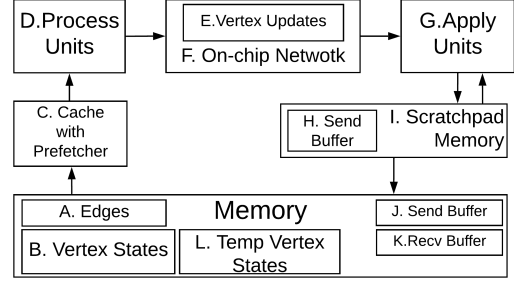 D.Process
Units
E.Vertex Updates
F. On-chip Netwotk
G.Apply
Units
C. Cache
with
Prefetcher
H. Send
Buffer
I. Scratchpad
Memory
Memory
A. Edges
B. Vertex States
L. Temp Vertex
States
J. Send Buffer
K.Recv Buffer